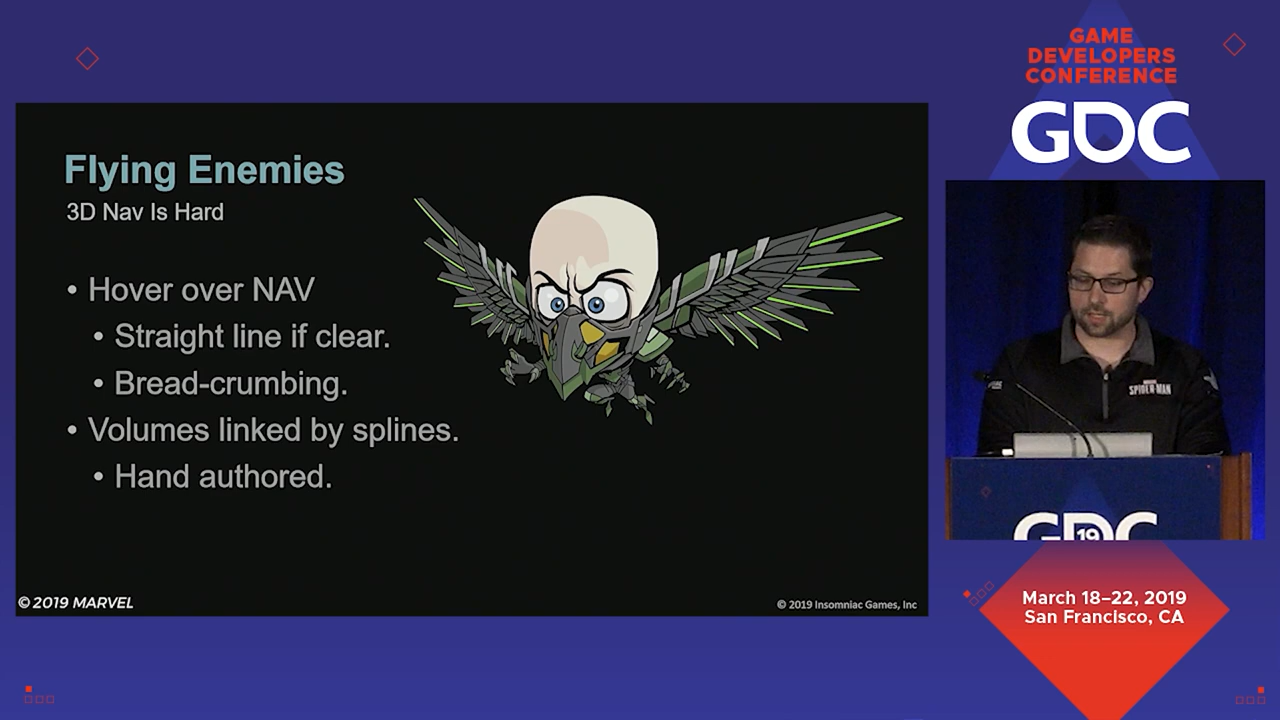 GAME
DEVELOPERS
CONFERENCE
GDC
Flying Enemies
3D Nav Is Hard
• Hover over NAV
• Straight line if clear.
• Bread-crumbing.
• Volumes linked by splines.
• Hand authored.
© 2019 MARVEL
© 2019 Insomniac Games, Inc
SPIDER-MAN
GDC
19
March 18–22, 2019
San Francisco, CA